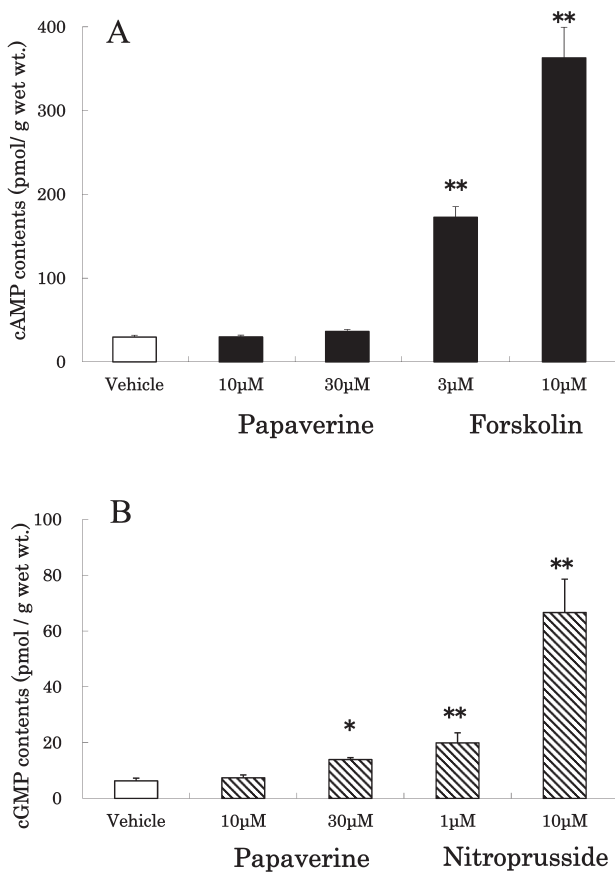 A
cAMP contents (pmol/ g wet wt.)
400
300
200
100
0
**
**
Vehicle 10µM 30µM 3µM 10µM
Papaverine Forskolin
B
cGMP contents (pmol / g wet wt.)
100
80
60
40
20
0
*
**
**
Vehicle 10µM 30µM 1µM 10µM
Papaverine Nitroprusside